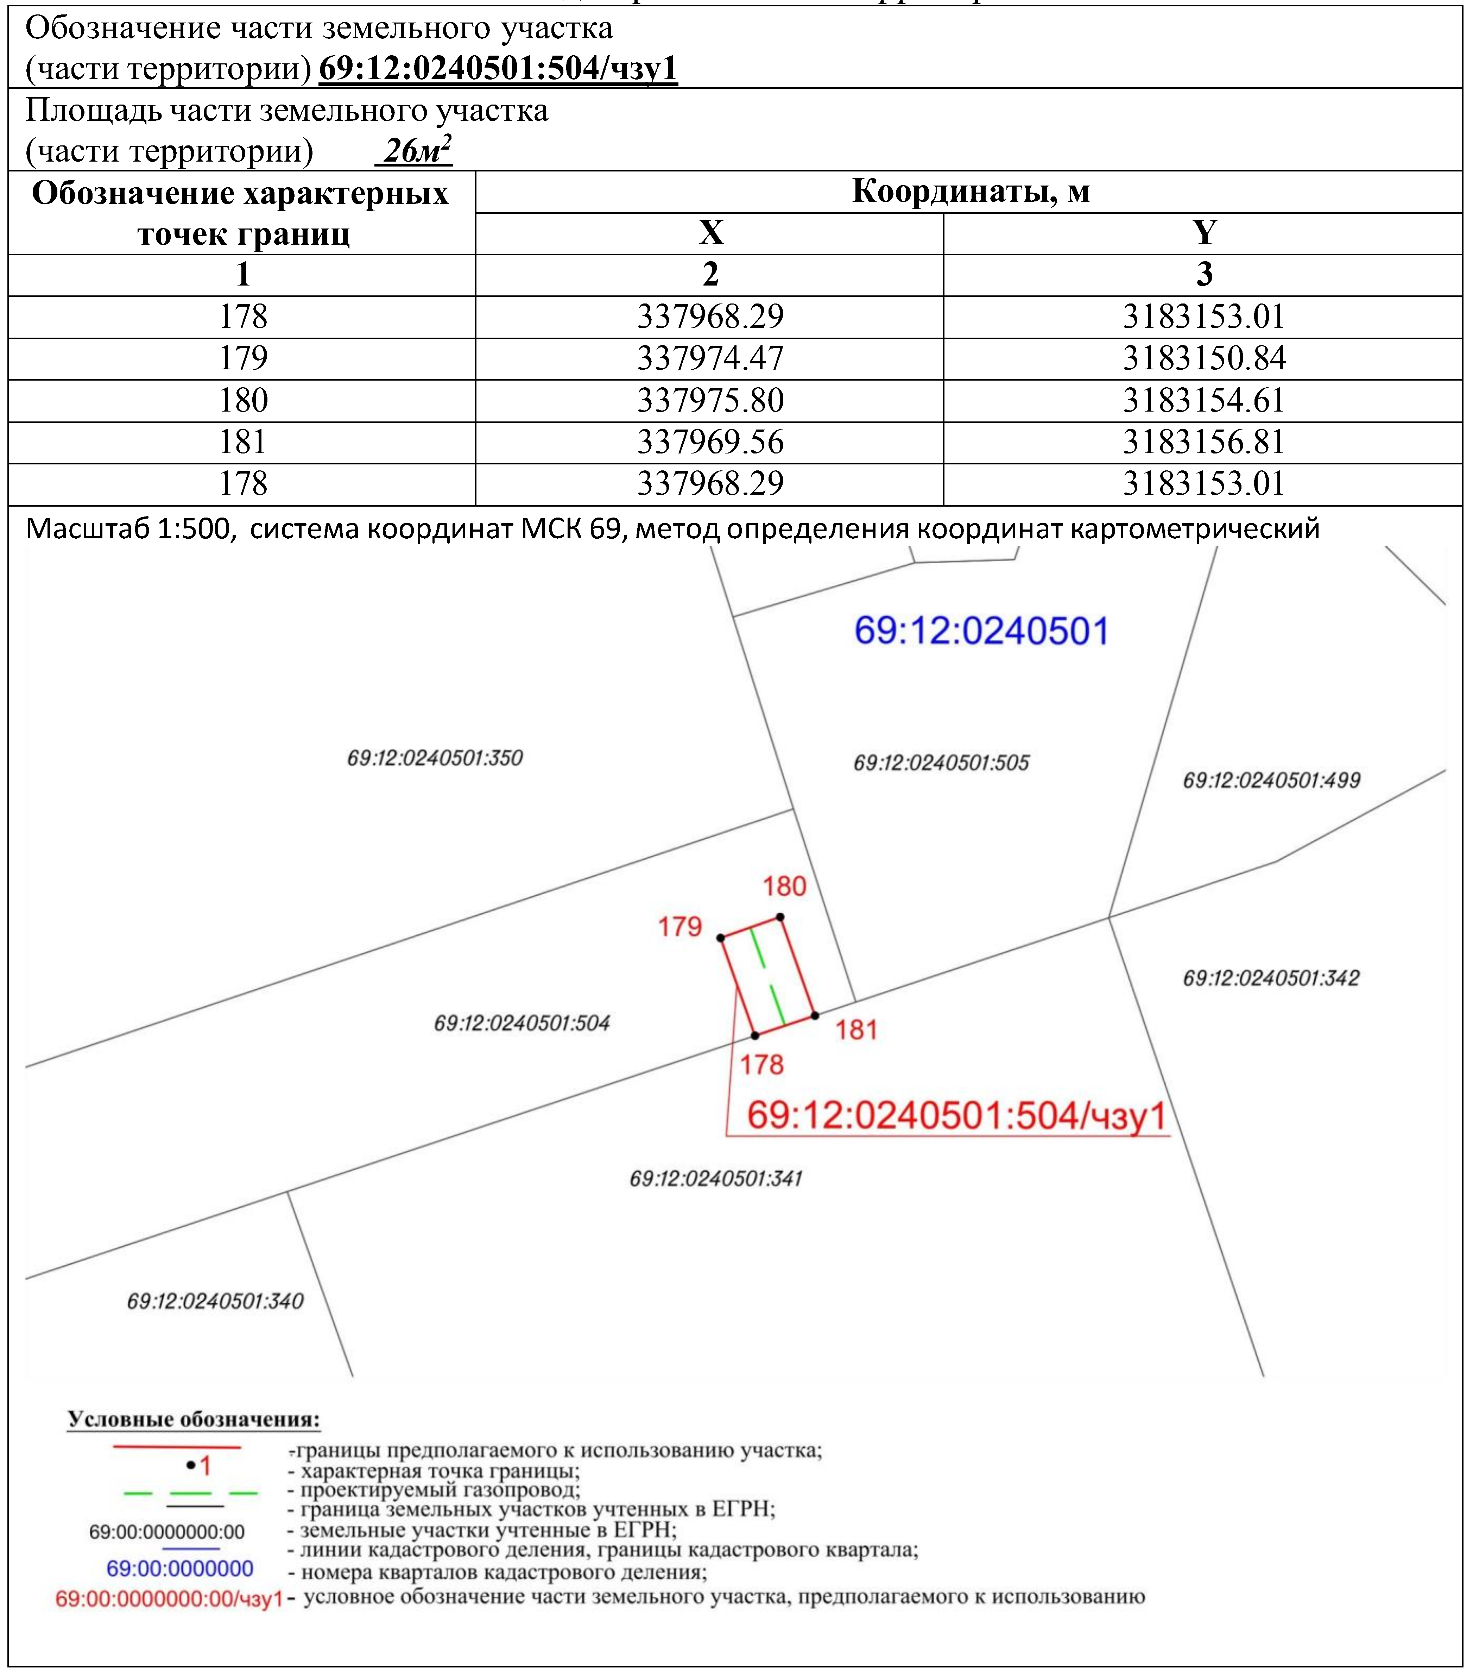 Обозначение части земельного участка
(части территории) 69:12:0240501:504/чзу1
Площадь части земельного участка
(части территории) 26м²
Обозначение характерных точек границ
Координаты, м
X Y
1 2 3
178 337968.29 3183153.01
179 337974.47 3183150.84
180 337975.80 3183154.61
181 337969.56 3183156.81
178 337968.29 3183153.01
Масштаб 1:500, система координат МСК 69, метод определения координат картометрический
69:12:0240501
69:12:0240501:350
69:12:0240501:505
69:12:0240501:499
180
179
69:12:0240501:342
69:12:0240501:504
181
178
69:12:0240501:504/чзу1
69:12:0240501:341
69:12:0240501:340
Условные обозначения:
-границы предполагаемого к использованию участка;
1 - характерная точка границы;
- проектируемый газопровод;
- граница земельных участков учтенных в ЕГРН;
69:00:0000000:00 - земельные участки учтенные в ЕГРН;
- линии кадастрового деления, границы кадастрового квартала;
69:00:0000000 - номера кварталов кадастрового деления;
69:00:0000000:00/чзу1 - условное обозначение части земельного участка, предполагаемого к использованию